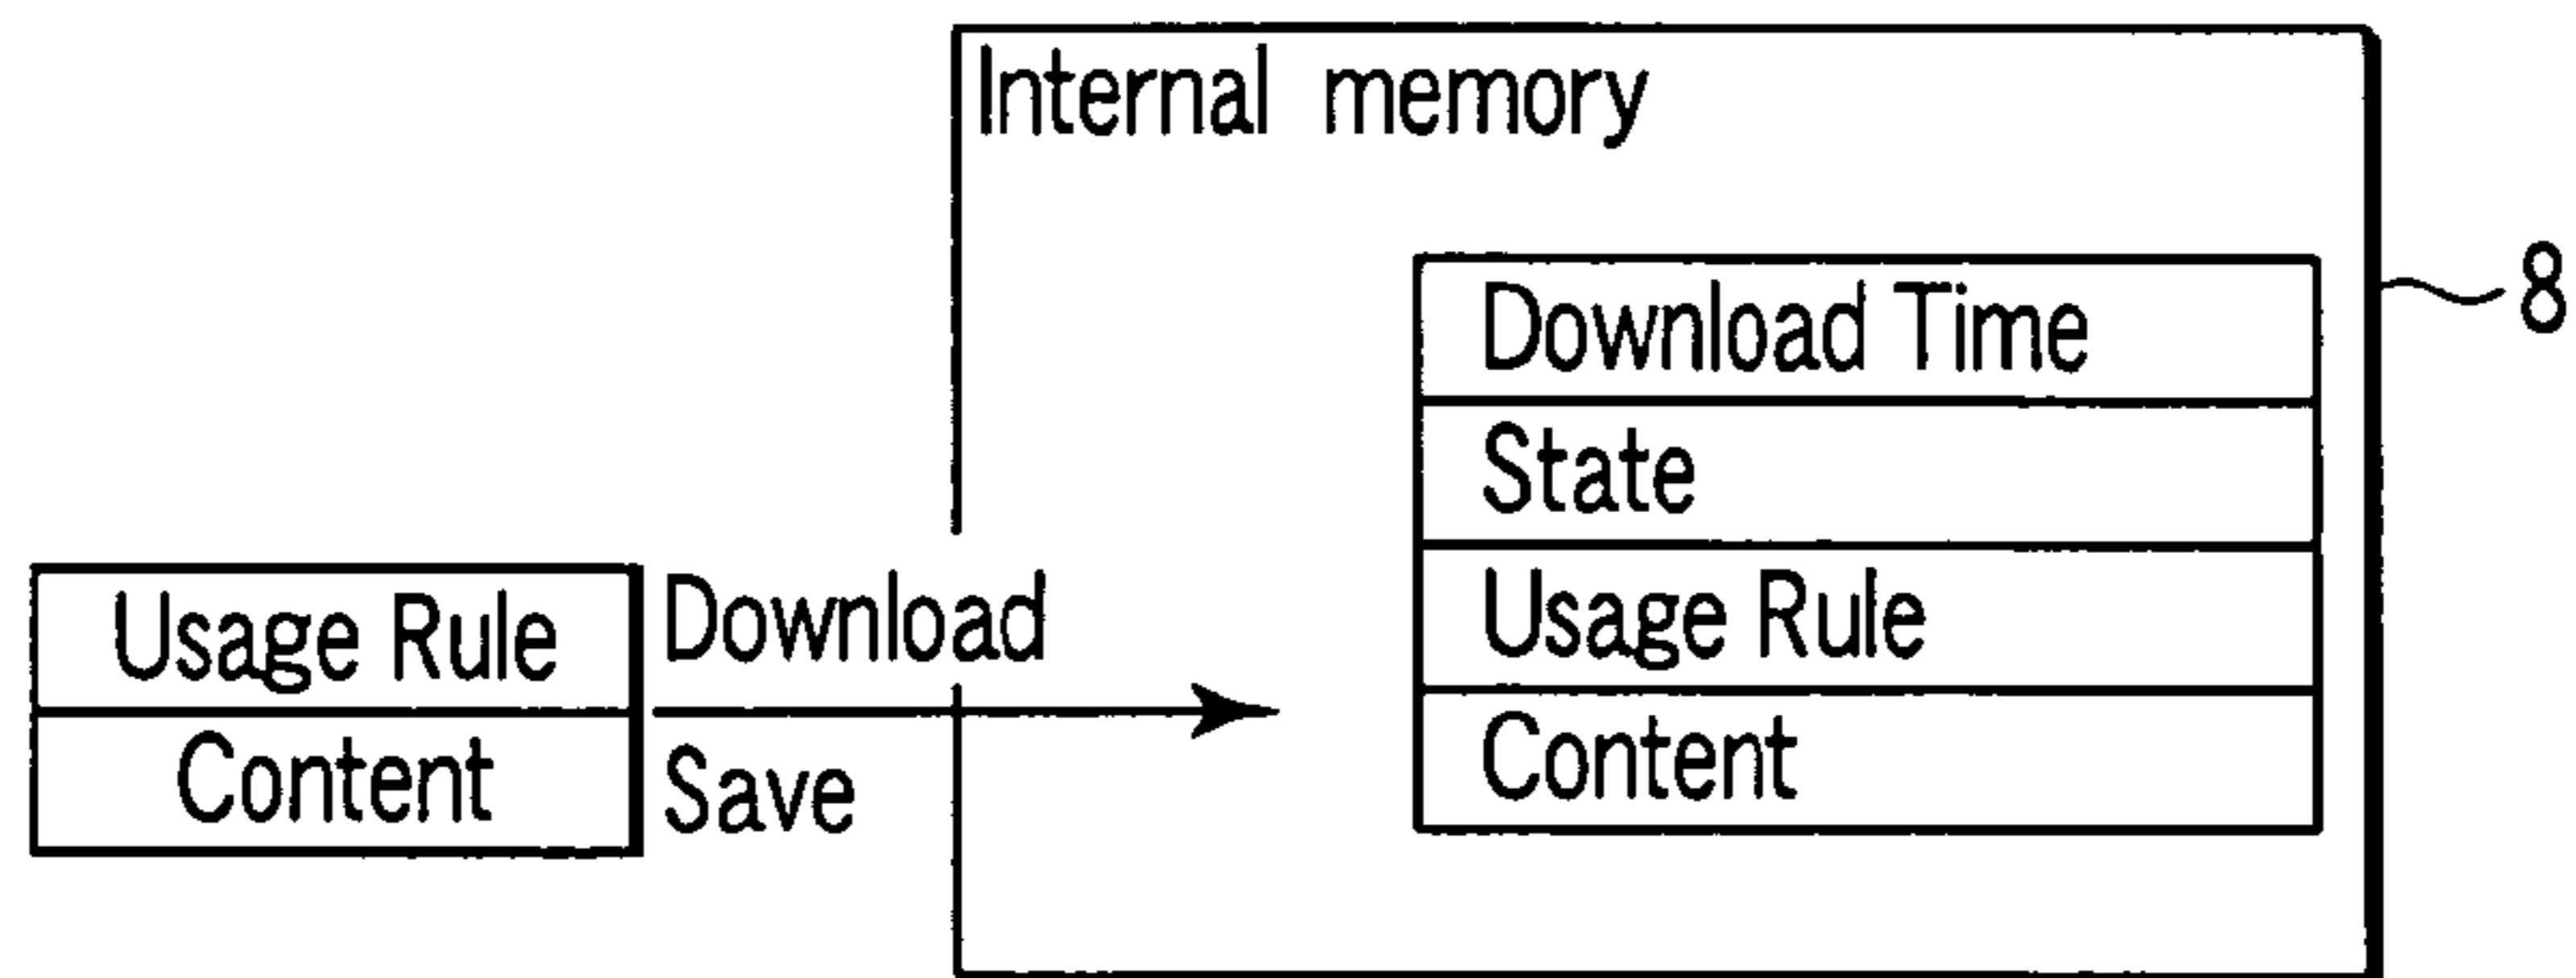 Internal memory
Download Time
8
State
Usage Rule
Content
Usage Rule
Content
Download
Save